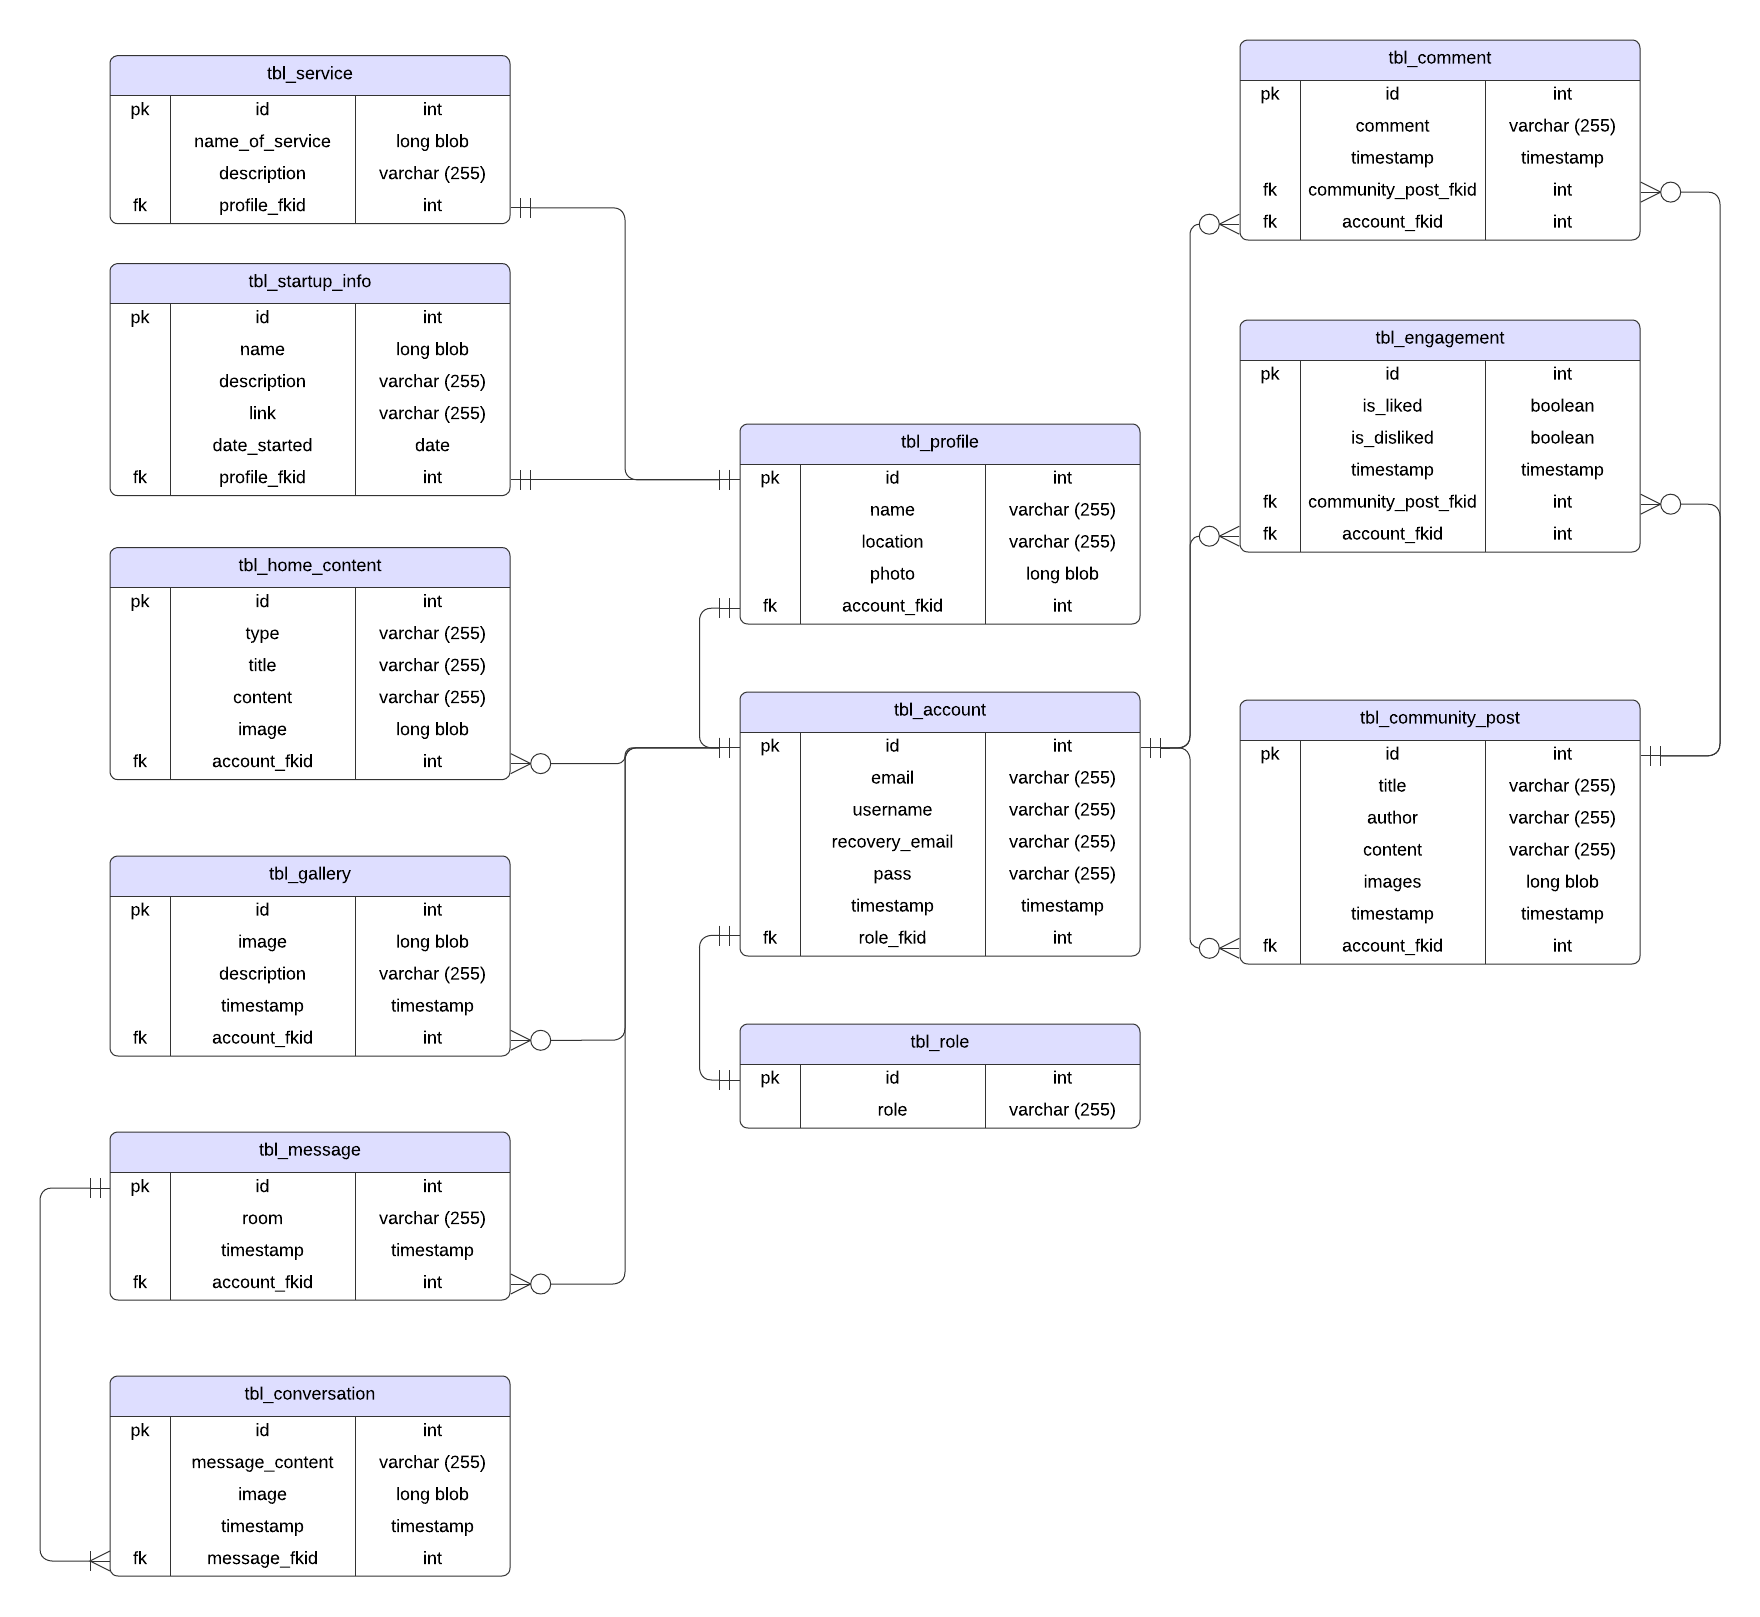 tbl_service
pk id int
name_of_service long blob
description varchar (255)
fk profile_fkid int
tbl_startup_info
pk id int
name long blob
description varchar (255)
link varchar (255)
date_started date
fk profile_fkid int
tbl_home_content
pk id int
type varchar (255)
title varchar (255)
content varchar (255)
image long blob
fk account_fkid int
tbl_gallery
pk id int
image long blob
description varchar (255)
timestamp timestamp
fk account_fkid int
tbl_message
pk id int
room varchar (255)
timestamp timestamp
fk account_fkid int
tbl_conversation
pk id int
message_content varchar (255)
image long blob
timestamp timestamp
fk message_fkid int
tbl_profile
pk id int
name varchar (255)
location varchar (255)
photo long blob
fk account_fkid int
tbl_account
pk id int
email varchar (255)
username varchar (255)
recovery_email varchar (255)
pass varchar (255)
timestamp timestamp
fk role_fkid int
tbl_role
pk id int
role varchar (255)
tbl_comment
pk id int
comment varchar (255)
timestamp timestamp
fk community_post_fkid int
fk account_fkid int
tbl_engagement
pk id int
is_liked boolean
is_disliked boolean
timestamp timestamp
fk community_post_fkid int
fk account_fkid int
tbl_community_post
pk id int
title varchar (255)
author varchar (255)
content varchar (255)
images long blob
timestamp timestamp
fk account_fkid int